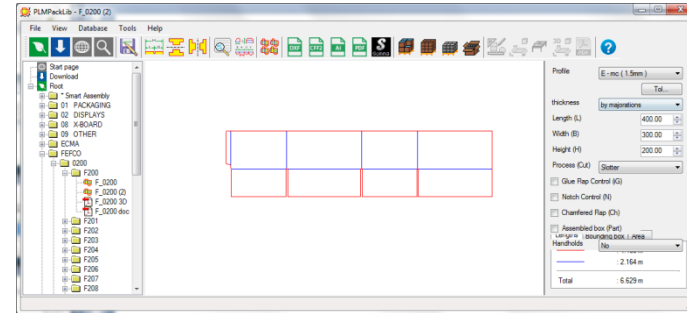 PLMPackLib - F_0200 (2)
File View Database Tools Help
DXF CFF2 AI PDF
Start page
Download
Root
* Smart Assembly
01 PACKAGING
02 DISPLAYS
08 X-BOARD
09 OTHER
ECMA
FEFCO
0200
F200
F_0200
F_0200 (2)
F_0200 3D
F_0200 doc
F201
F202
F203
F204
F205
F206
F207
F208
Profile E - mc ( 1.5mm )
Tol...
thickness by majorations
Length (L) 400.00
Width (B) 300.00
Height (H) 200.00
Process (Cut) Slotter
Glue Flap Control (IG)
Notch Control (N)
Chamfered Flap (Ch)
Assembled box (Part)
Lengths Bounding box Area
Handholds No
: 2.164 m
Total : 6.629 m